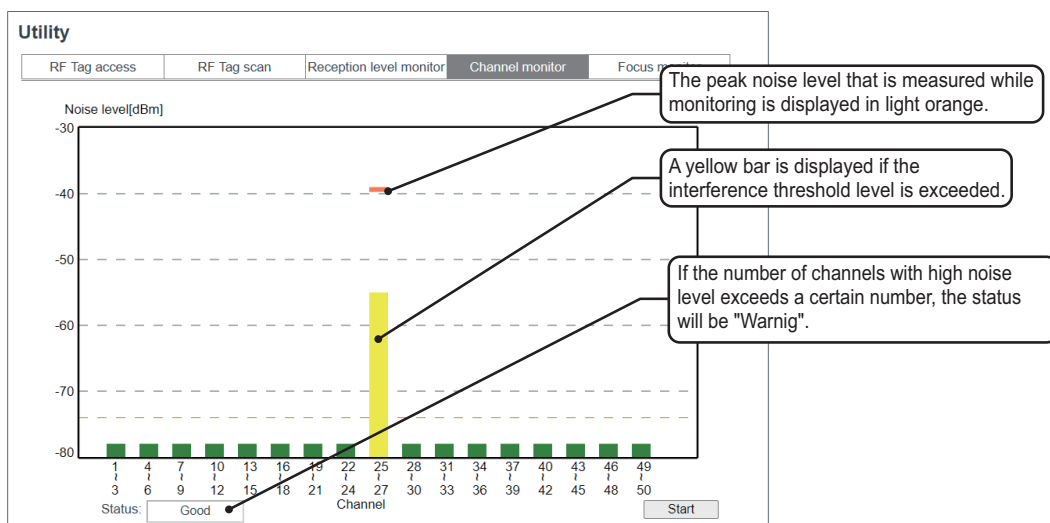 Utility
RF Tag access RF Tag scan Reception level monitor Channel monitor Focus monitor
The peak noise level that is measured while
monitoring is displayed in light orange.
Noise level[dBm]
-30
A yellow bar is displayed if the
interference threshold level is exceeded.
-40
-50
If the number of channels with high noise
level exceeds a certain number, the status
will be "Warnig".
-60
-70
-80
1 4 7 10 13 16 19 22 25 28 31 34 37 40 43 46 49
~ ~ ~ ~ ~ ~ ~ ~ ~ ~ ~ ~ ~ ~ ~ ~ ~
3 6 9 12 15 18 21 24 27 30 33 36 39 42 45 48 50
Channel
Status: Good Start